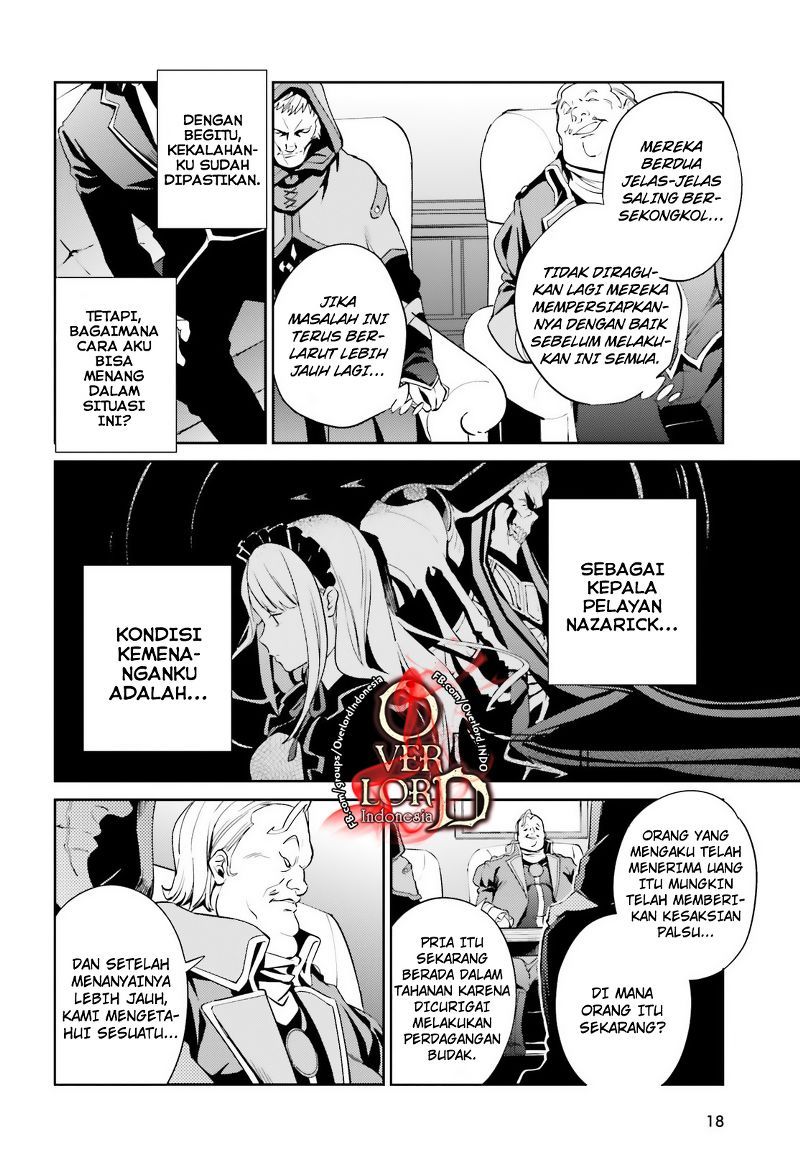 MEREKA
BERDUA
JELAS-JELAS
SALING BER-
SEKONGKOL...
TIDAK DIRAGU-
KAN LAGI MEREKA
MEMPERSIAPKAN-
NYA DENGAN BAIK
SEBELUM MELAKU-
KAN INI SEMUA.
JIKA
MASALAH INI
TERUS BER-
LARUT LEBIH
JAUH LAGI...
DENGAN
BEGITU,
KEKALAHAN-
KU SUDAH
DIPASTIKAN.
TETAPI,
BAGAIMANA
CARA AKU
BISA
MENANG
DALAM
SITUASI
INI?
SEBAGAI
KEPALA
PELAYAN
NAZARICK...
KONDISI
KEMENA-
NGANKU
ADALAH...
FB.com/groups/OverlordIndonesia
FB.com/Overlord.INDO
OVER
LORD
Indonesia
ORANG YANG
MENGAKU TELAH
MENERIMA UANG
ITU MUNGKIN
TELAH MEMBERI-
KAN KESAKSIAN
PALSU...
DI MANA
ORANG ITU
SEKARANG?
PRIA ITU
SEKARANG
BERADA DALAM
TAHANAN KARENA
DICURIGAI
MELAKUKAN
PERDAGANGAN
BUDAK.
DAN SETELAH
MENANYAINYA
LEBIH JAUH,
KAMI MENGETA-
HUI SESUATU...
18